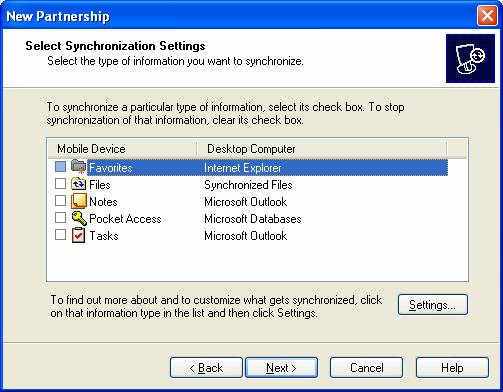 New Partnership
Select Synchronization Settings
Select the type of information you want to synchronize.
To synchronize a particular type of information, select its check box. To stop
synchronization of that information, clear its check box.
Mobile Device Desktop Computer
Favorites Internet Explorer
Files Synchronized Files
Notes Microsoft Outlook
Pocket Access Microsoft Databases
Tasks Microsoft Outlook
To find out more about and to customize what gets synchronized, click
on that information type in the list and then click Settings.
Settings...
< Back Next > Cancel Help